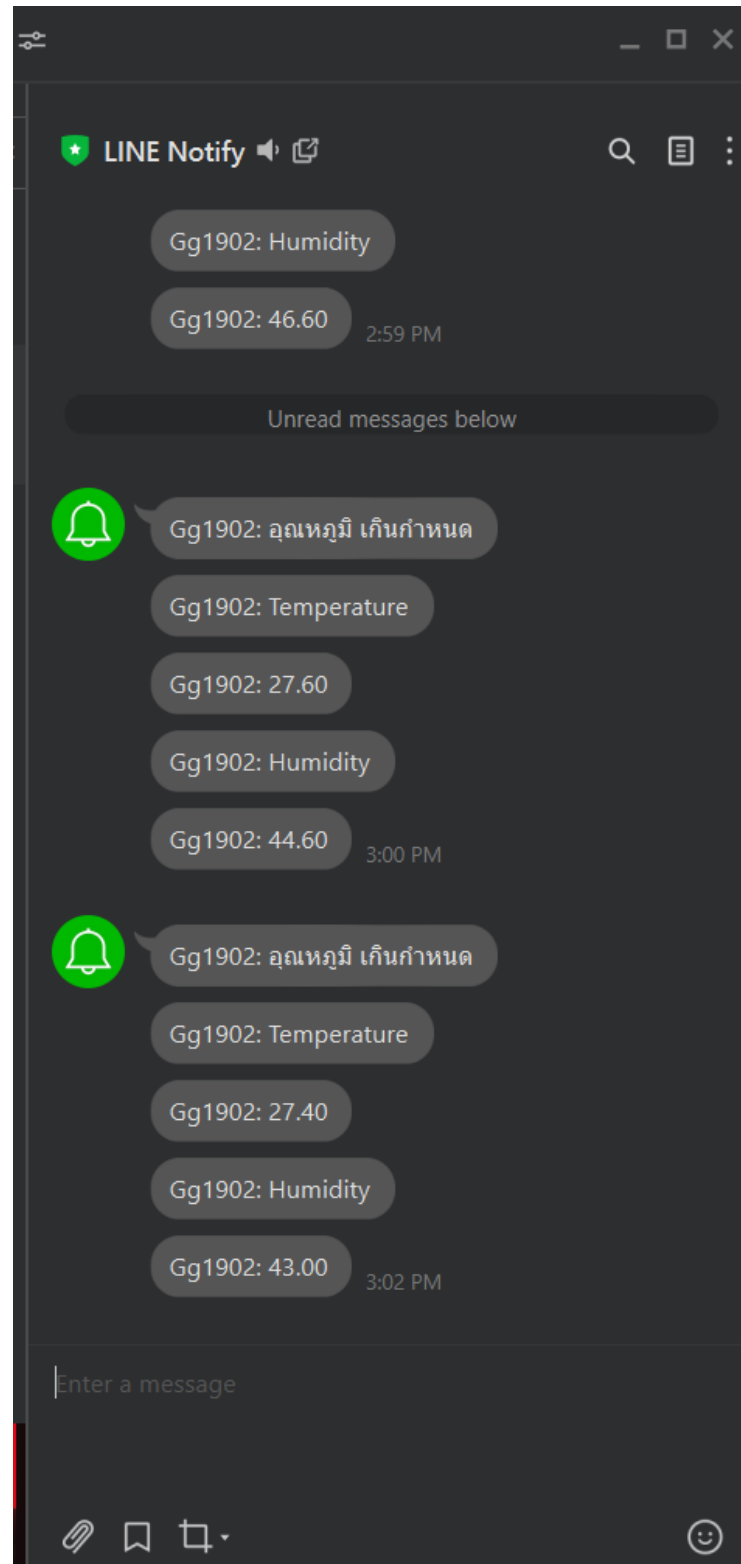 LINE Notify
Gg1902: Humidity
Gg1902: 46.60
2:59 PM
Unread messages below
Gg1902: อุณหภูมิ เกินกำหนด
Gg1902: Temperature
Gg1902: 27.60
Gg1902: Humidity
Gg1902: 44.60
3:00 PM
Gg1902: อุณหภูมิ เกินกำหนด
Gg1902: Temperature
Gg1902: 27.40
Gg1902: Humidity
Gg1902: 43.00
3:02 PM
Enter a message